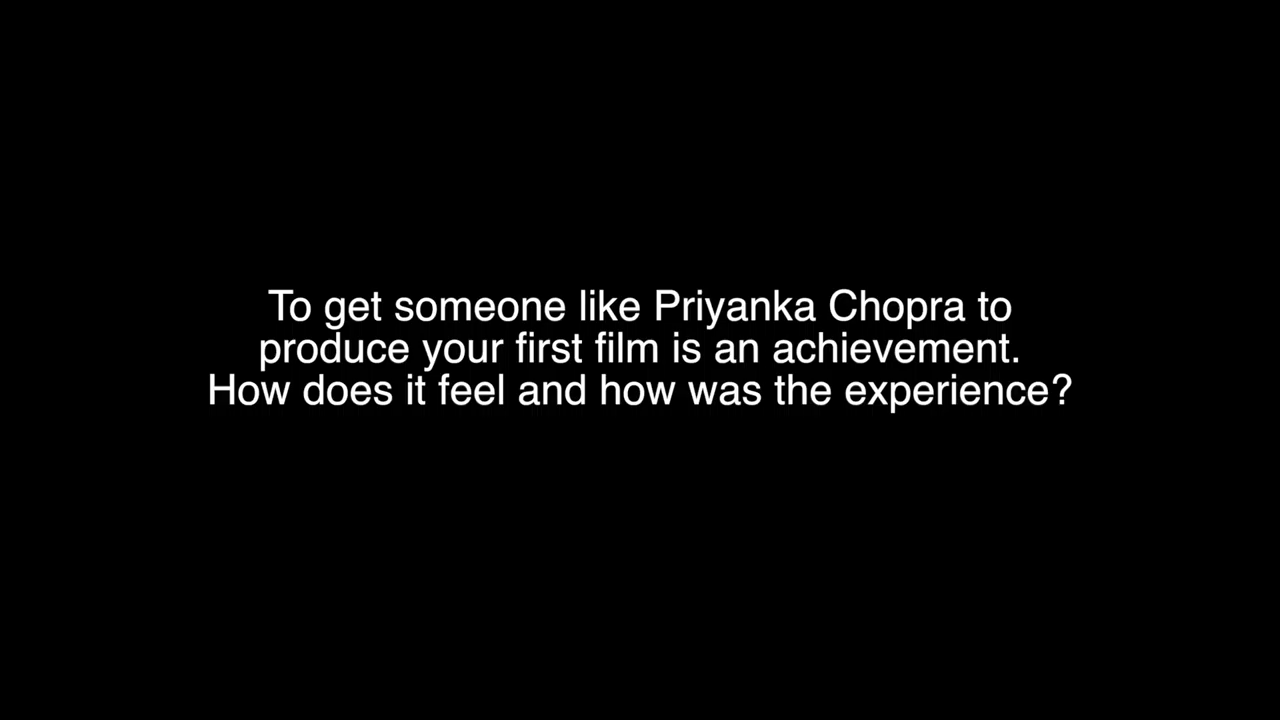 To get someone like Priyanka Chopra to
produce your first film is an achievement.
How does it feel and how was the experience?